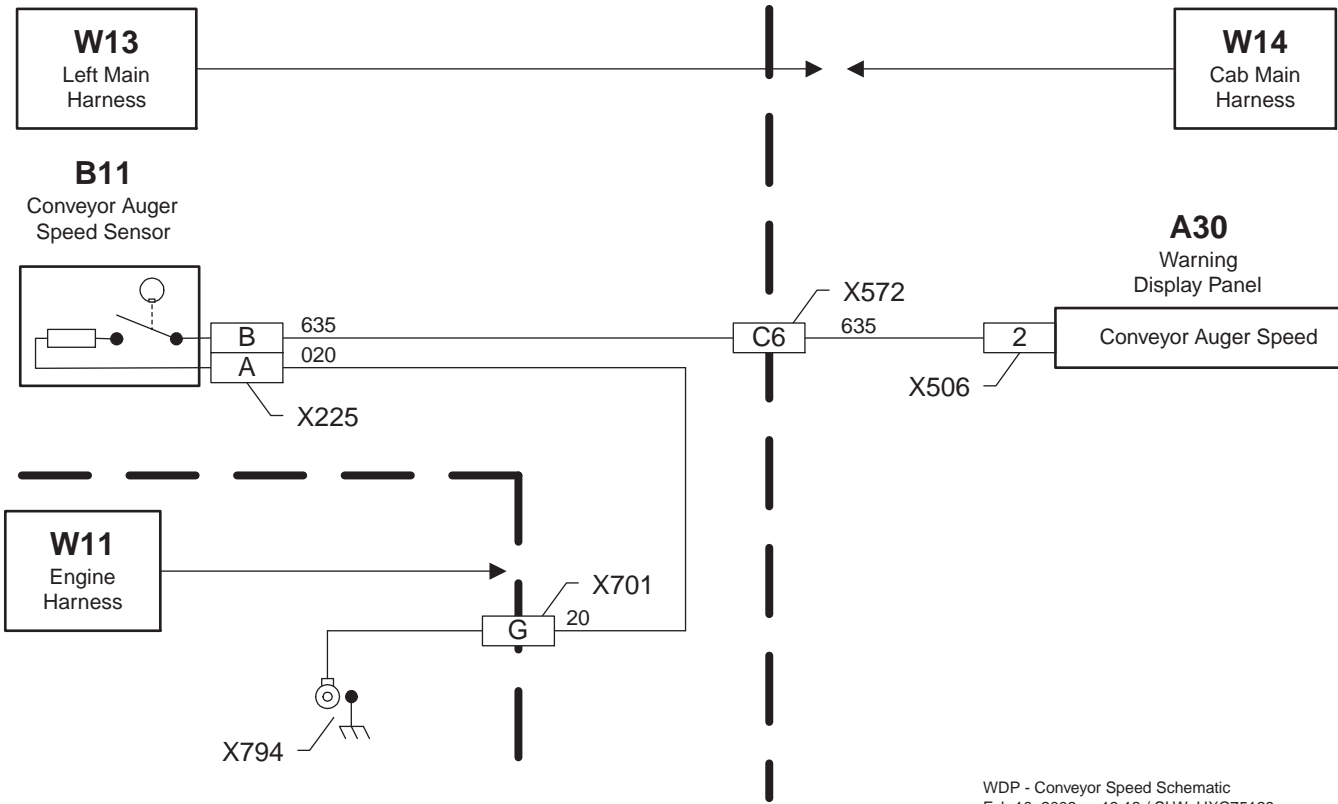 W13
Left Main
Harness
W14
Cab Main
Harness
B11
Conveyor Auger
Speed Sensor
A30
Warning
Display Panel
X572
B
635
C6
635
2
Conveyor Auger Speed
A
020
X506
X225
W11
Engine
Harness
X701
G
20
X794
WDP - Conveyor Speed Schematic